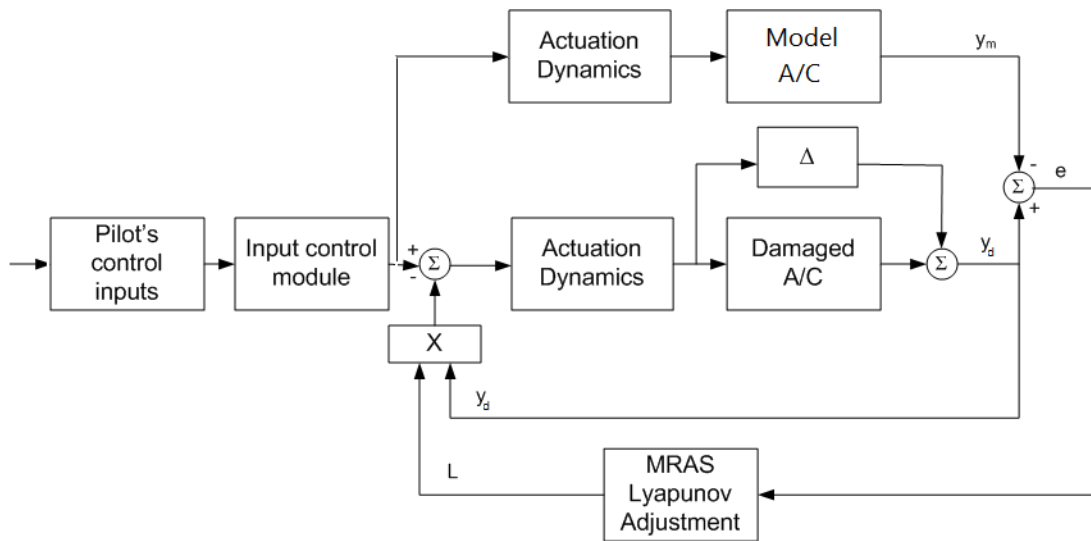 Actuation
Dynamics
Model
A/C
ym
-
Σ
+
e
Δ
Pilot's
control
inputs
Input control
module
+
-
Σ
Actuation
Dynamics
Damaged
A/C
Σ
yd
X
yd
L
MRAS
Lyapunov
Adjustment